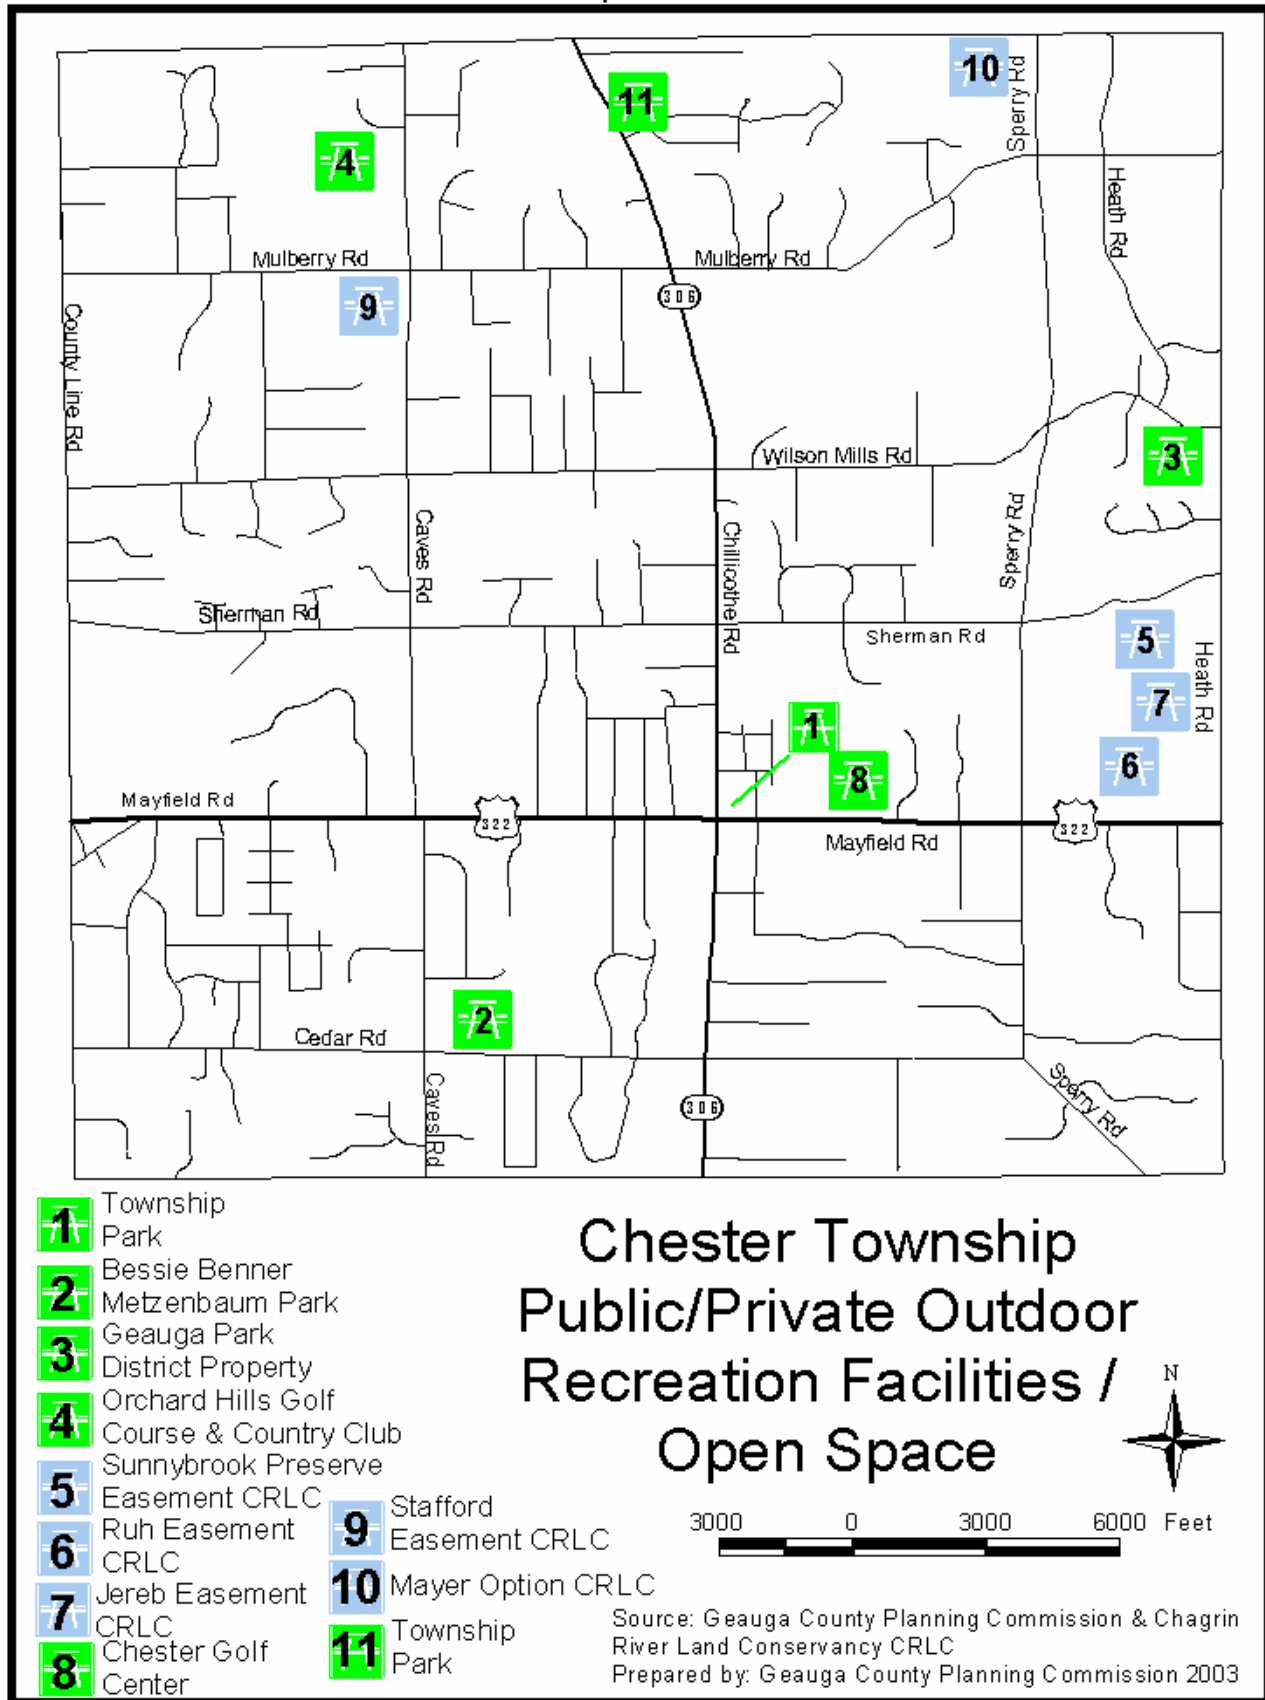 11
10
Sperry Rd
4
Heath Rd
Mulberry Rd
Mulberry Rd
9
306
County Line Rd
Wilson Mills Rd
3
Caves Rd
Chillicothe Rd
Sperry Rd
Sherman Rd
Sherman Rd
5
Heath Rd
7
1
6
8
Mayfield Rd
322
322
Mayfield Rd
2
Cedar Rd
Caves Rd
306
Sperry Rd
1 Township
Park
2 Bessie Benner
Metzenbaum Park
3 Geauga Park
District Property
4 Orchard Hills Golf
Course & Country Club
5 Sunnybrook Preserve
Easement CRLC
6 Ruh Easement
CRLC
7 Jereb Easement
CRLC
8 Chester Golf
Center
9 Stafford
Easement CRLC
10 Mayer Option CRLC
11 Township
Park
Chester Township
Public/Private Outdoor
Recreation Facilities /
Open Space
N
3000 0 3000 6000 Feet
Source: Geauga County Planning Commission & Chagrin
River Land Conservancy CRLC
Prepared by: Geauga County Planning Commission 2003